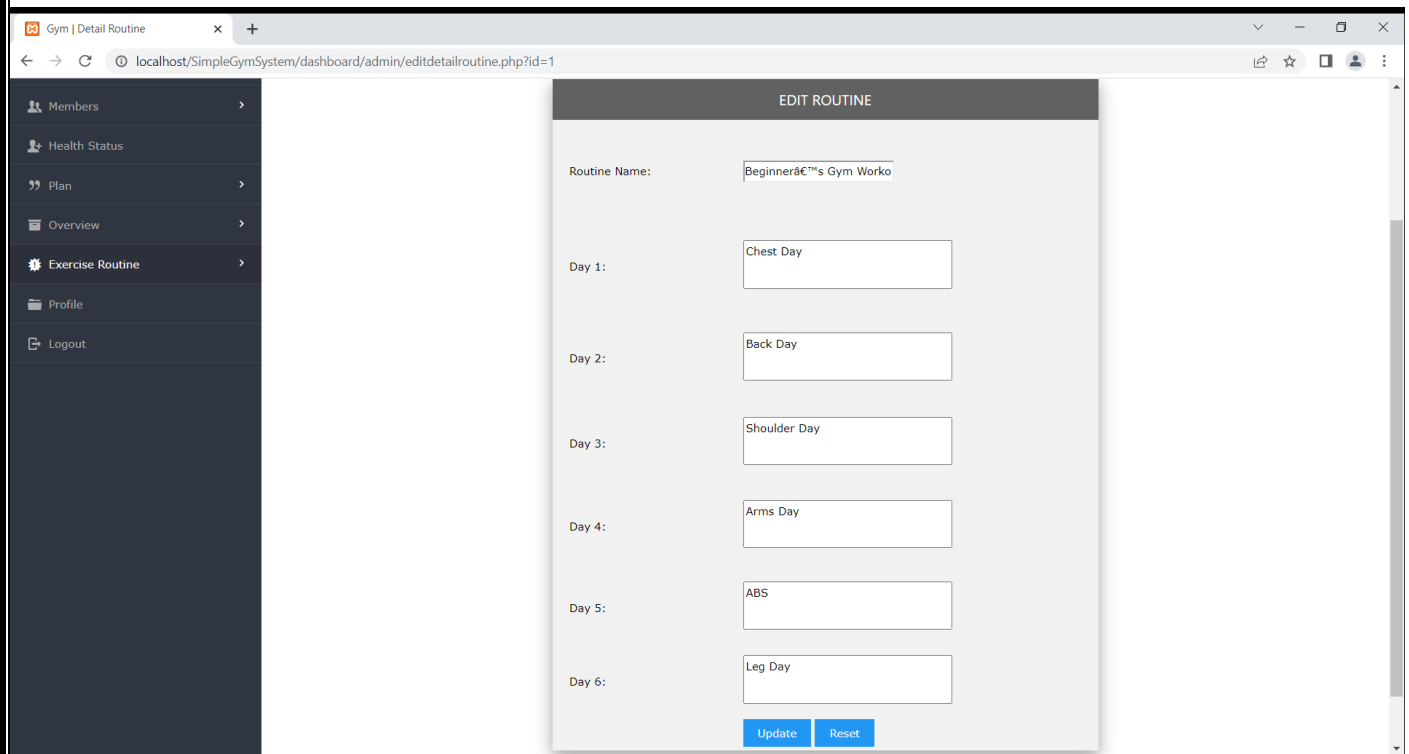 Gym | Detail Routine
localhost/SimpleGymSystem/dashboard/admin/editdetailroutine.php?id=1
Members
Health Status
Plan
Overview
Exercise Routine
Profile
Logout
EDIT ROUTINE
Routine Name: Beginnerâ€™s Gym Worko
Day 1: Chest Day
Day 2: Back Day
Day 3: Shoulder Day
Day 4: Arms Day
Day 5: ABS
Day 6: Leg Day
Update Reset